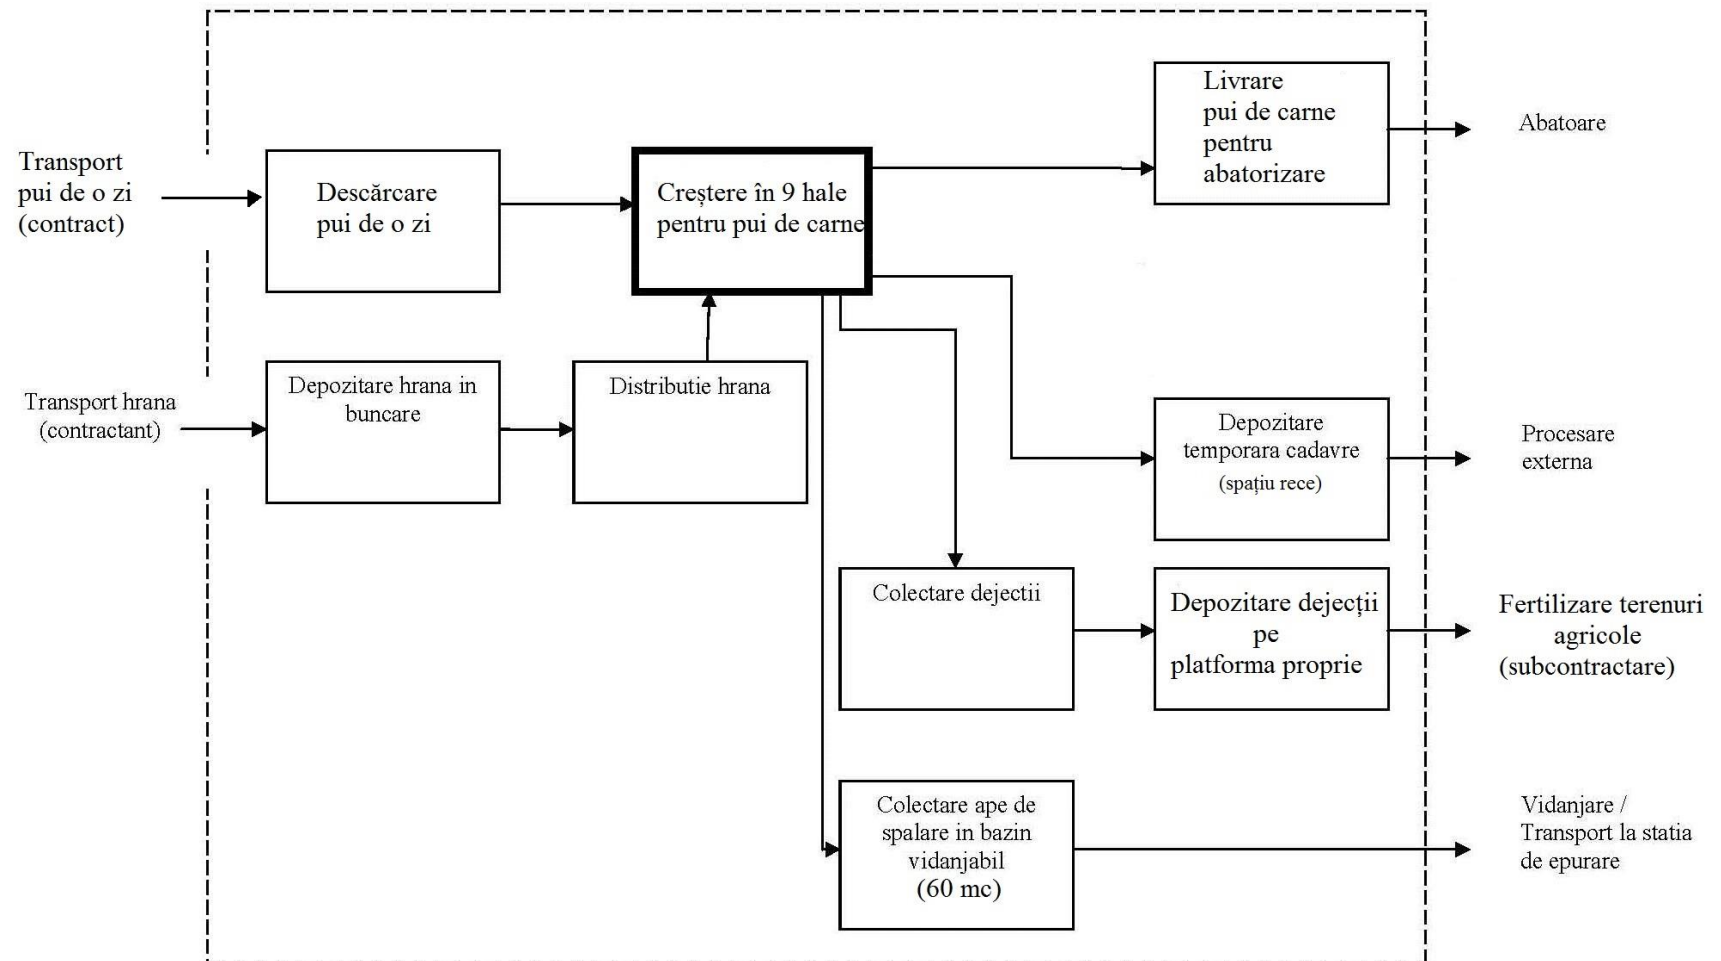 Transport
pui de o zi
(contract)
Descărcare
pui de o zi
Creștere în 9 hale
pentru pui de carne
Livrare
pui de carne
pentru
abatorizare
Abatoare
Transport hrana
(contractant)
Depozitare hrana in
buncare
Distributie hrana
Depozitare
temporara cadavre
(spațiu rece)
Procesare
externa
Colectare dejectii
Depozitare dejecții
pe
platforma proprie
Fertilizare terenuri
agricole
(subcontractare)
Colectare ape de
spalare in bazin
vidanjabil
(60 mc)
Vidanjare /
Transport la statia
de epurare